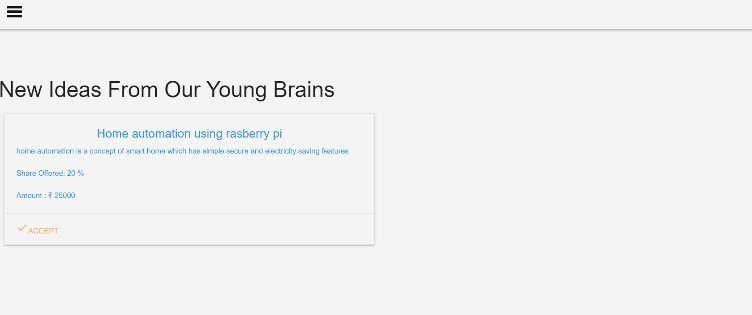 New Ideas From Our Young Brains
Home automation using rasberry pi
home automation is a concept of smart home which has simple secure and electricity saving features
Share Offered: 20 %
Amount : ₹ 25000
ACCEPT